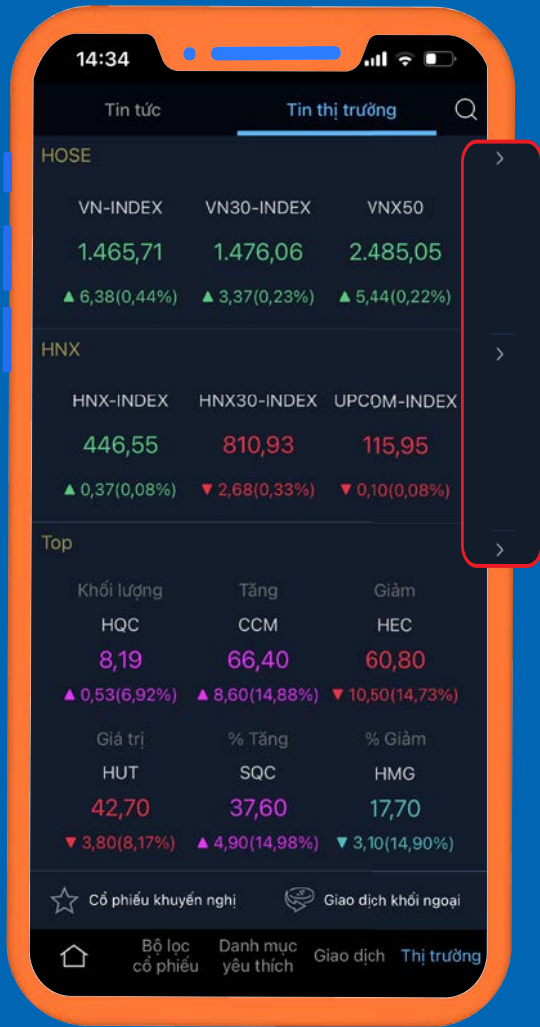 14:34
Tin tức Tin thị trường
HOSE >
VN-INDEX VN30-INDEX VNX50
1.465,71 1.476,06 2.485,05
▲ 6,38(0,44%) ▲ 3,37(0,23%) ▲ 5,44(0,22%)
HNX >
HNX-INDEX HNX30-INDEX UPCOM-INDEX
446,55 810,93 115,95
▲ 0,37(0,08%) ▼ 2,68(0,33%) ▼ 0,10(0,08%)
Top >
Khối lượng Tăng Giảm
HQC CCM HEC
8,19 66,40 60,80
▲ 0,53(6,92%) ▲ 8,60(14,88%) ▼ 10,50(14,73%)
Giá trị % Tăng % Giảm
HUT SQC HMG
42,70 37,60 17,70
▼ 3,80(8,17%) ▲ 4,90(14,98%) ▼ 3,10(14,90%)
Cổ phiếu khuyến nghị Giao dịch khối ngoại
Bộ lọc Danh mục
cổ phiếu yêu thích Giao dịch Thị trường